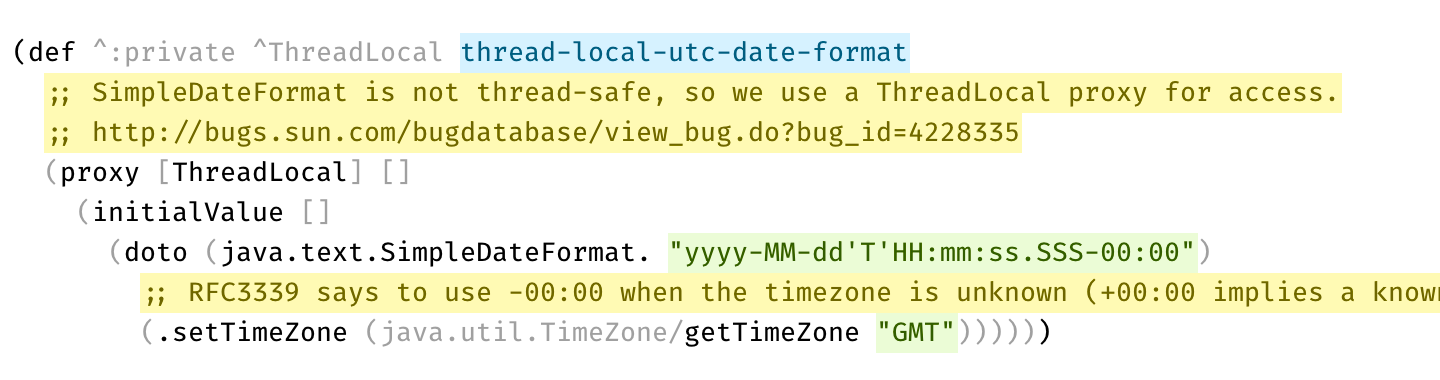 (def ^:private ^ThreadLocal thread-local-utc-date-format
;; SimpleDateFormat is not thread-safe, so we use a ThreadLocal proxy for access.
;; http://bugs.sun.com/bugdatabase/view_bug.do?bug_id=4228335
(proxy [ThreadLocal] []
(initialValue []
(doto (java.text.SimpleDateFormat. "yyyy-MM-dd'T'HH:mm:ss.SSS-00:00")
;; RFC3339 says to use -00:00 when the timezone is unknown (+00:00 implies a
(.setTimeZone (java.util.TimeZone/getTimeZone "GMT"))))))